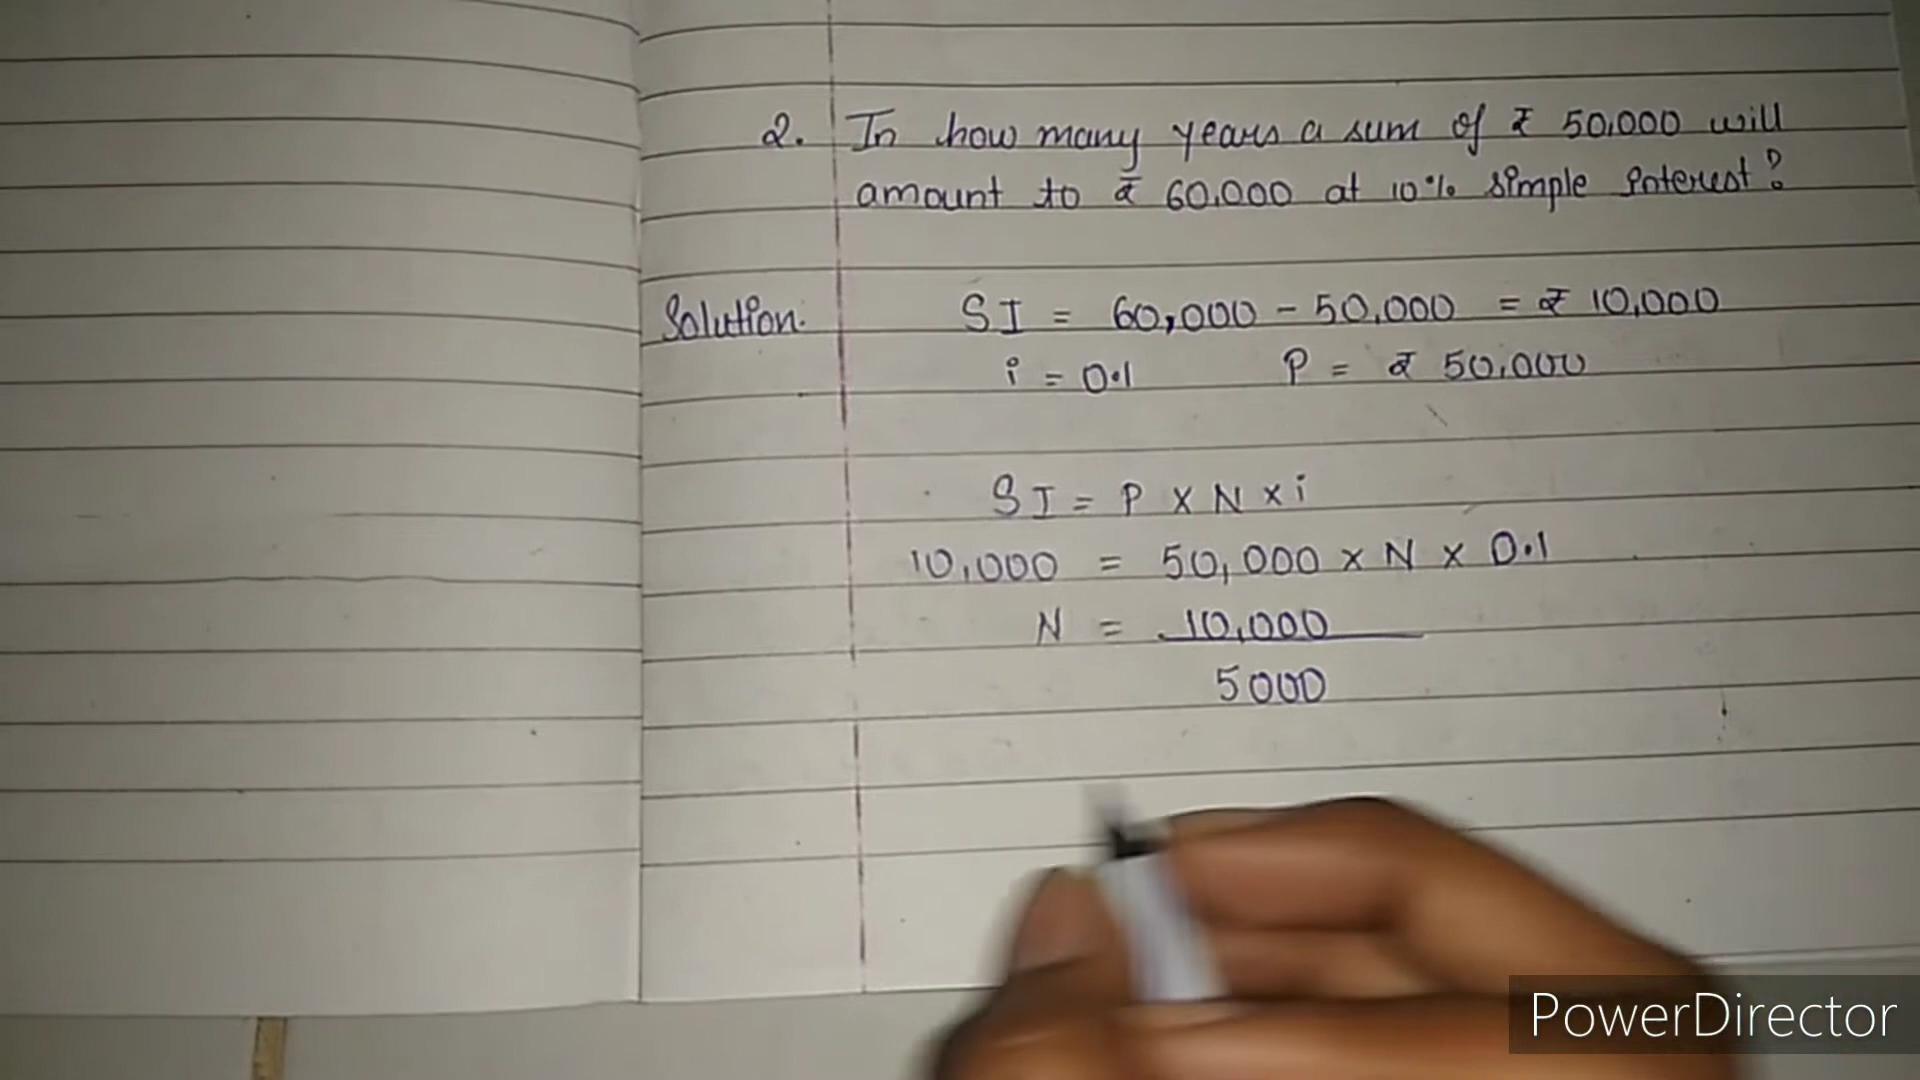 2. In how many years a sum of ₹ 50,000 will
amount to ₹ 60,000 at 10% simple interest?
Solution.
SI = 60,000 - 50,000 = ₹ 10,000
i = 0.1 P = ₹ 50,000
SI = P × N × i
10,000 = 50,000 × N × 0.1
N = 10,000
5000
PowerDirector